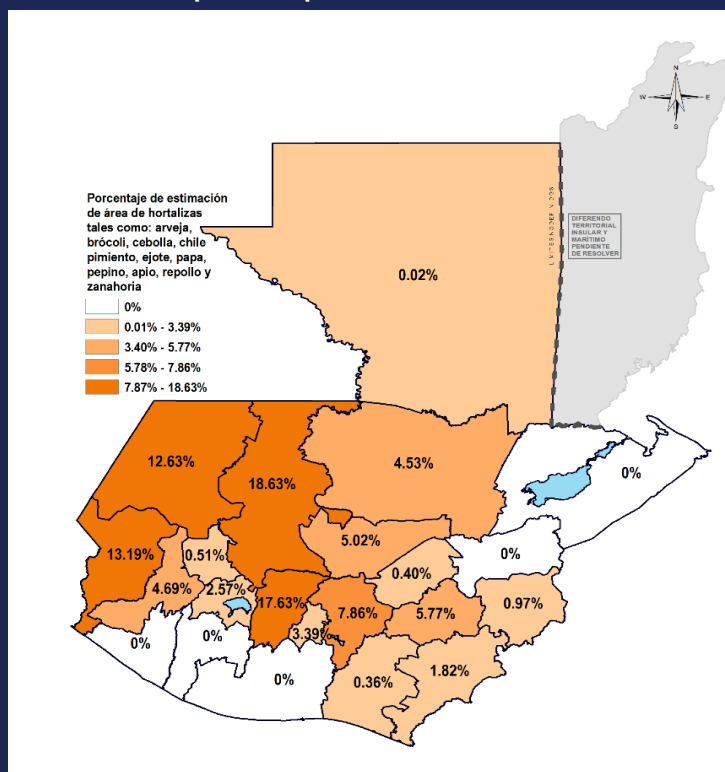 N
W E
S
Porcentaje de estimación
de área de hortalizas
tales como: arveja,
brócoli, cebolla, chile
pimiento, ejote, papa,
pepino, apio, repollo y
zanahoria
0%
0.01% - 3.39%
3.40% - 5.77%
5.78% - 7.86%
7.87% - 18.63%
DIFERENDO
TERRITORIAL
INSULAR Y
MARÍTIMO
PENDIENTE
DE RESOLVER
0.02%
12.63%
18.63%
4.53%
0%
13.19%
0.51%
5.02%
0%
4.69%
2.57%
0.40%
17.63%
7.86%
5.77%
0.97%
3.39%
0%
0%
0%
0.36%
1.82%